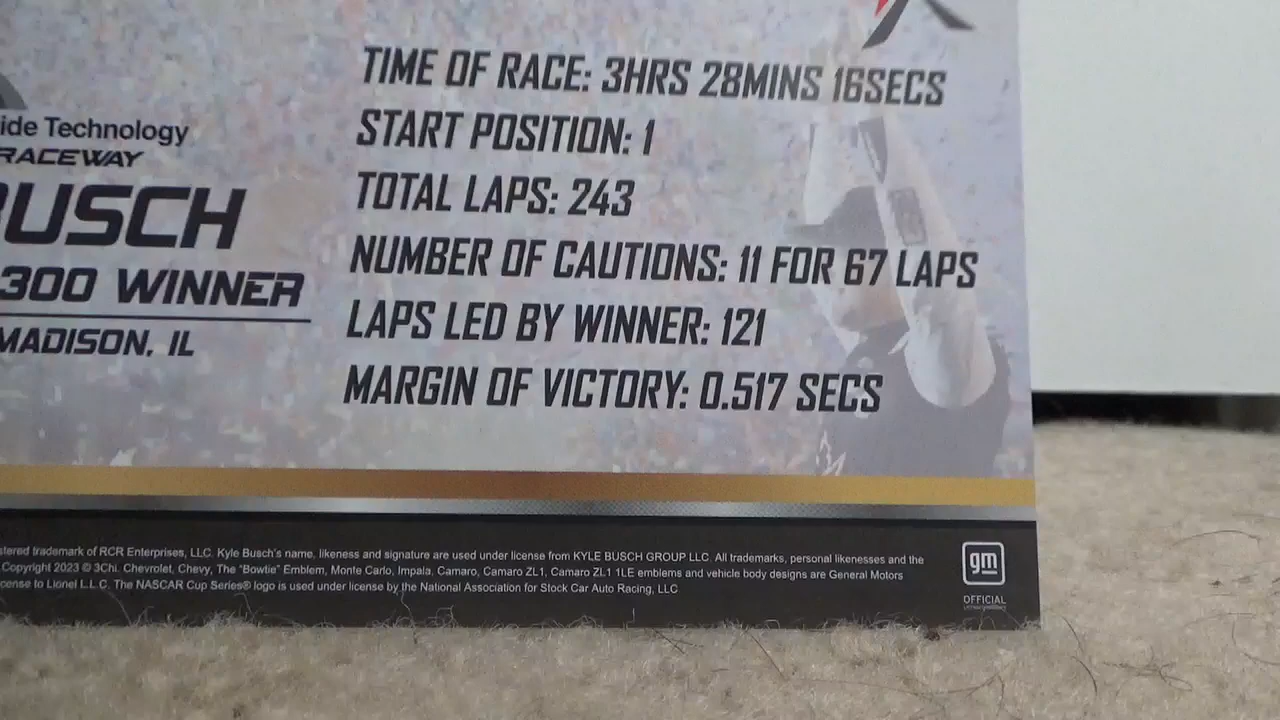 TIME OF RACE: 3HRS 28MINS 16SECS
START POSITION: 1
TOTAL LAPS: 243
NUMBER OF CAUTIONS: 11 FOR 67 LAPS
LAPS LED BY WINNER: 121
MARGIN OF VICTORY: 0.517 SECS
ide Technology
RACEWAY
BUSCH
300 WINNER
MADISON, IL
stered trademark of RCR Enterprises, LLC. Kyle Busch's name, likeness and signature are used under license from KYLE BUSCH GROUP LLC. All trademarks, personal likenesses and the
Copyright 2023 © 3Chi. Chevrolet, Chevy, The "Bowtie" Emblem, Monte Carlo, Impala, Camaro, Camaro ZL1, Camaro ZL1 1LE emblems and vehicle body designs are General Motors
cense to Lionel L.L.C. The NASCAR Cup Series® logo is used under license by the National Association for Stock Car Auto Racing, LLC
gm
OFFICIAL